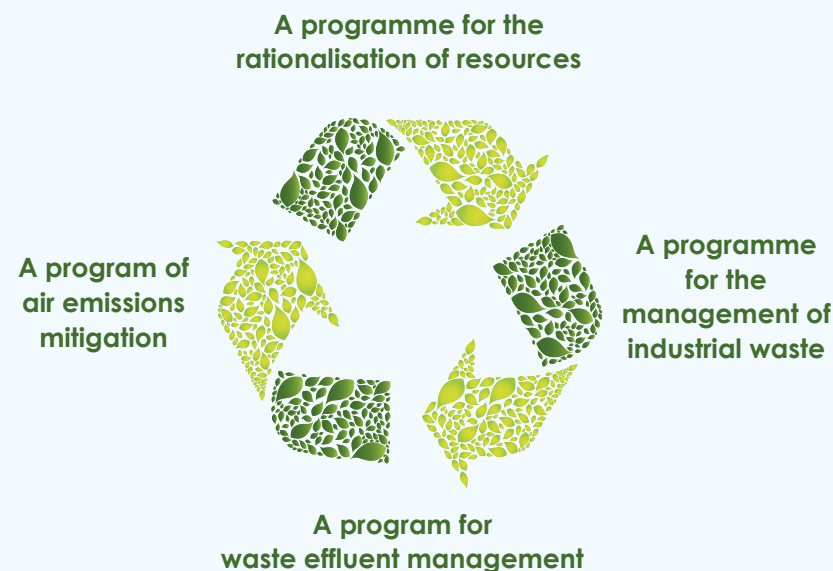 A programme for the
rationalisation of resources
A program of
air emissions
mitigation
A programme
for the
management of
industrial waste
A program for
waste effluent management